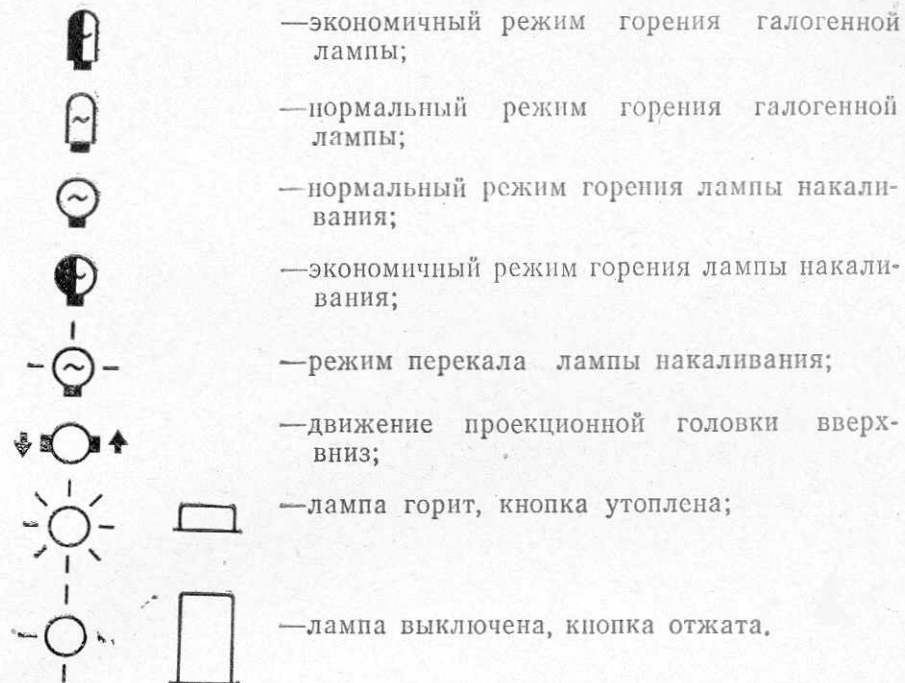 —экономичный режим горения галогенной
лампы;
—нормальный режим горения галогенной
лампы;
—нормальный режим горения лампы накали-
вания;
—экономичный режим горения лампы накали-
вания;
—режим перекала лампы накаливания;
—движение проекционной головки вверх-
вниз;
—лампа горит, кнопка утоплена;
—лампа выключена, кнопка отжата.